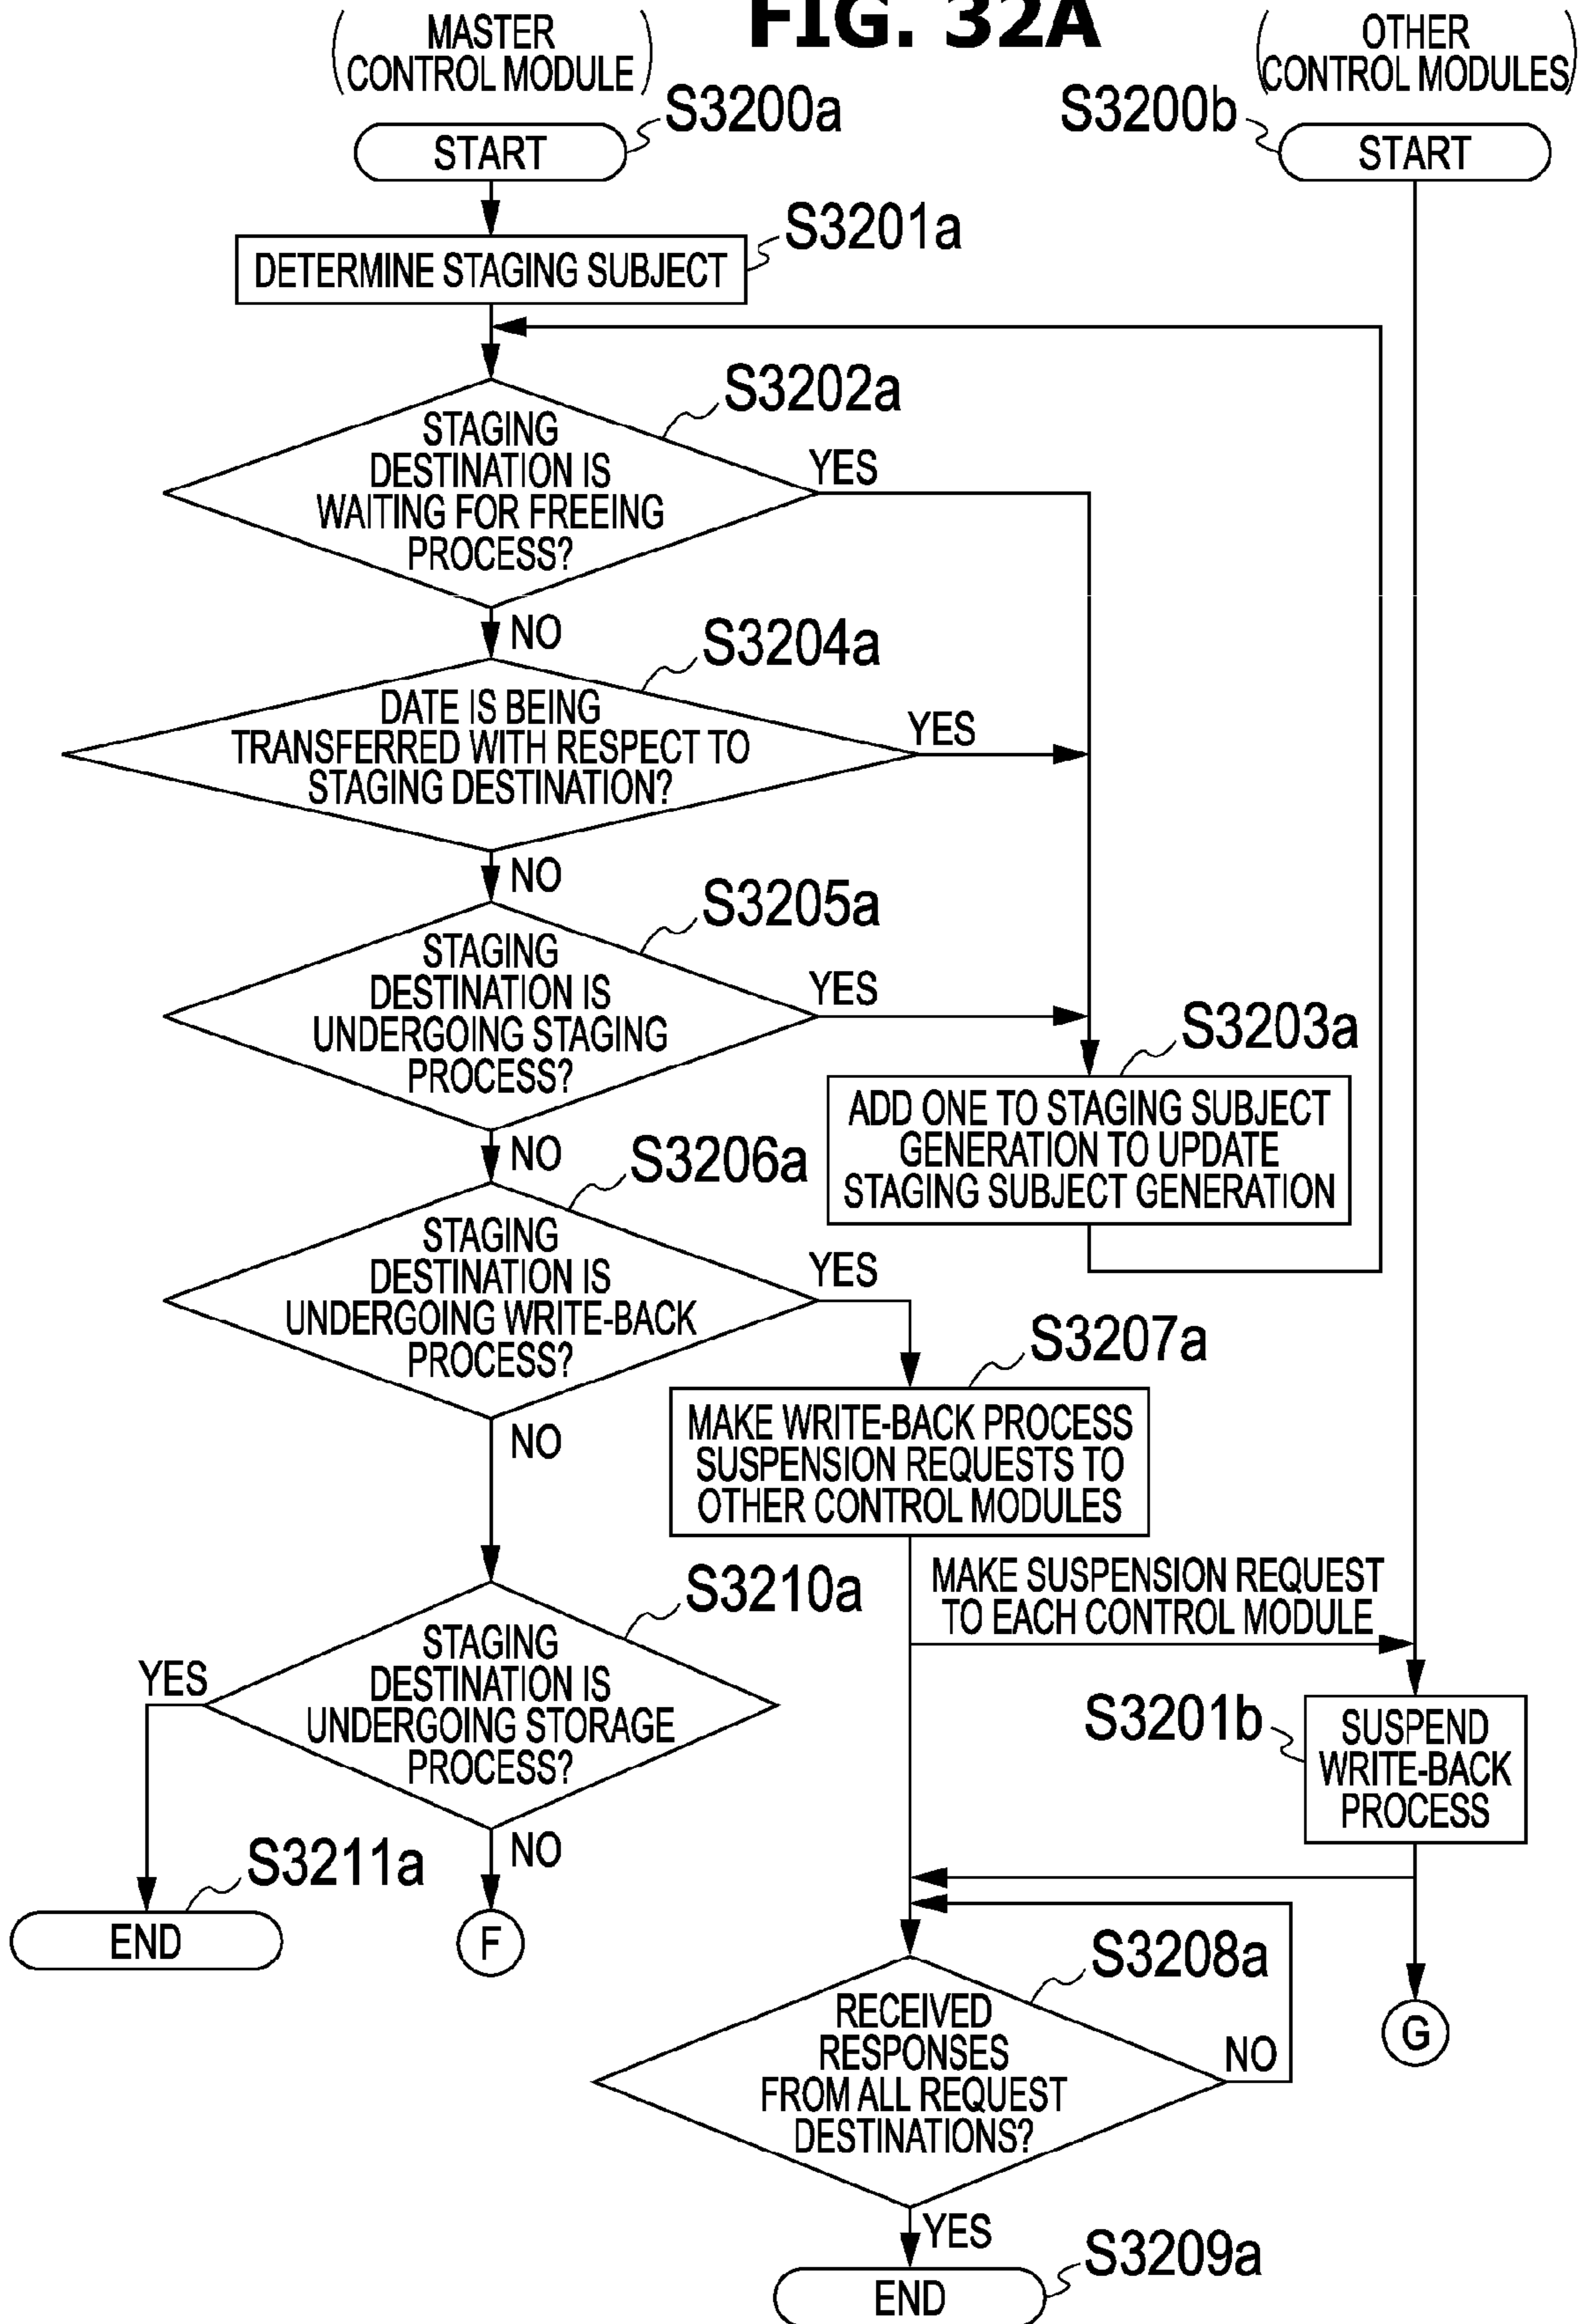 FIG. 32A
(MASTER
CONTROL MODULE)
(OTHER
CONTROL MODULES)
S3200a
START
S3200b
START
S3201a
DETERMINE STAGING SUBJECT
S3202a
STAGING
DESTINATION IS
WAITING FOR FREEING
PROCESS?
YES
NO
S3204a
DATE IS BEING
TRANSFERRED WITH RESPECT TO
STAGING DESTINATION?
YES
NO
S3205a
STAGING
DESTINATION IS
UNDERGOING STAGING
PROCESS?
YES
NO
S3203a
ADD ONE TO STAGING SUBJECT
GENERATION TO UPDATE
STAGING SUBJECT GENERATION
S3206a
STAGING
DESTINATION IS
UNDERGOING WRITE-BACK
PROCESS?
YES
NO
S3207a
MAKE WRITE-BACK PROCESS
SUSPENSION REQUESTS TO
OTHER CONTROL MODULES
MAKE SUSPENSION REQUEST
TO EACH CONTROL MODULE
S3210a
STAGING
DESTINATION IS
UNDERGOING STORAGE
PROCESS?
YES
NO
S3201b
SUSPEND
WRITE-BACK
PROCESS
S3211a
END
F
S3208a
RECEIVED
RESPONSES
FROM ALL REQUEST
DESTINATIONS?
NO
G
YES
S3209a
END